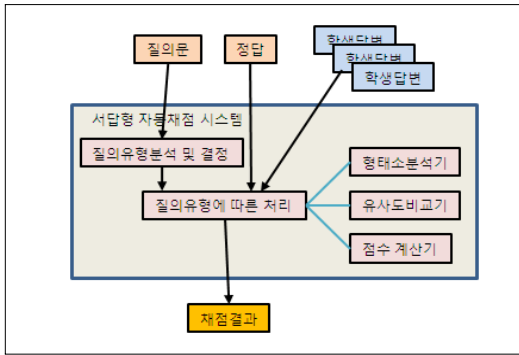 질의문
정답
학생답변
학생답변
학생답변
서답형 자동채점 시스템
질의유형분석 및 결정
형태소분석기
질의유형에 따른 처리
유사도비교기
점수 계산기
채점결과